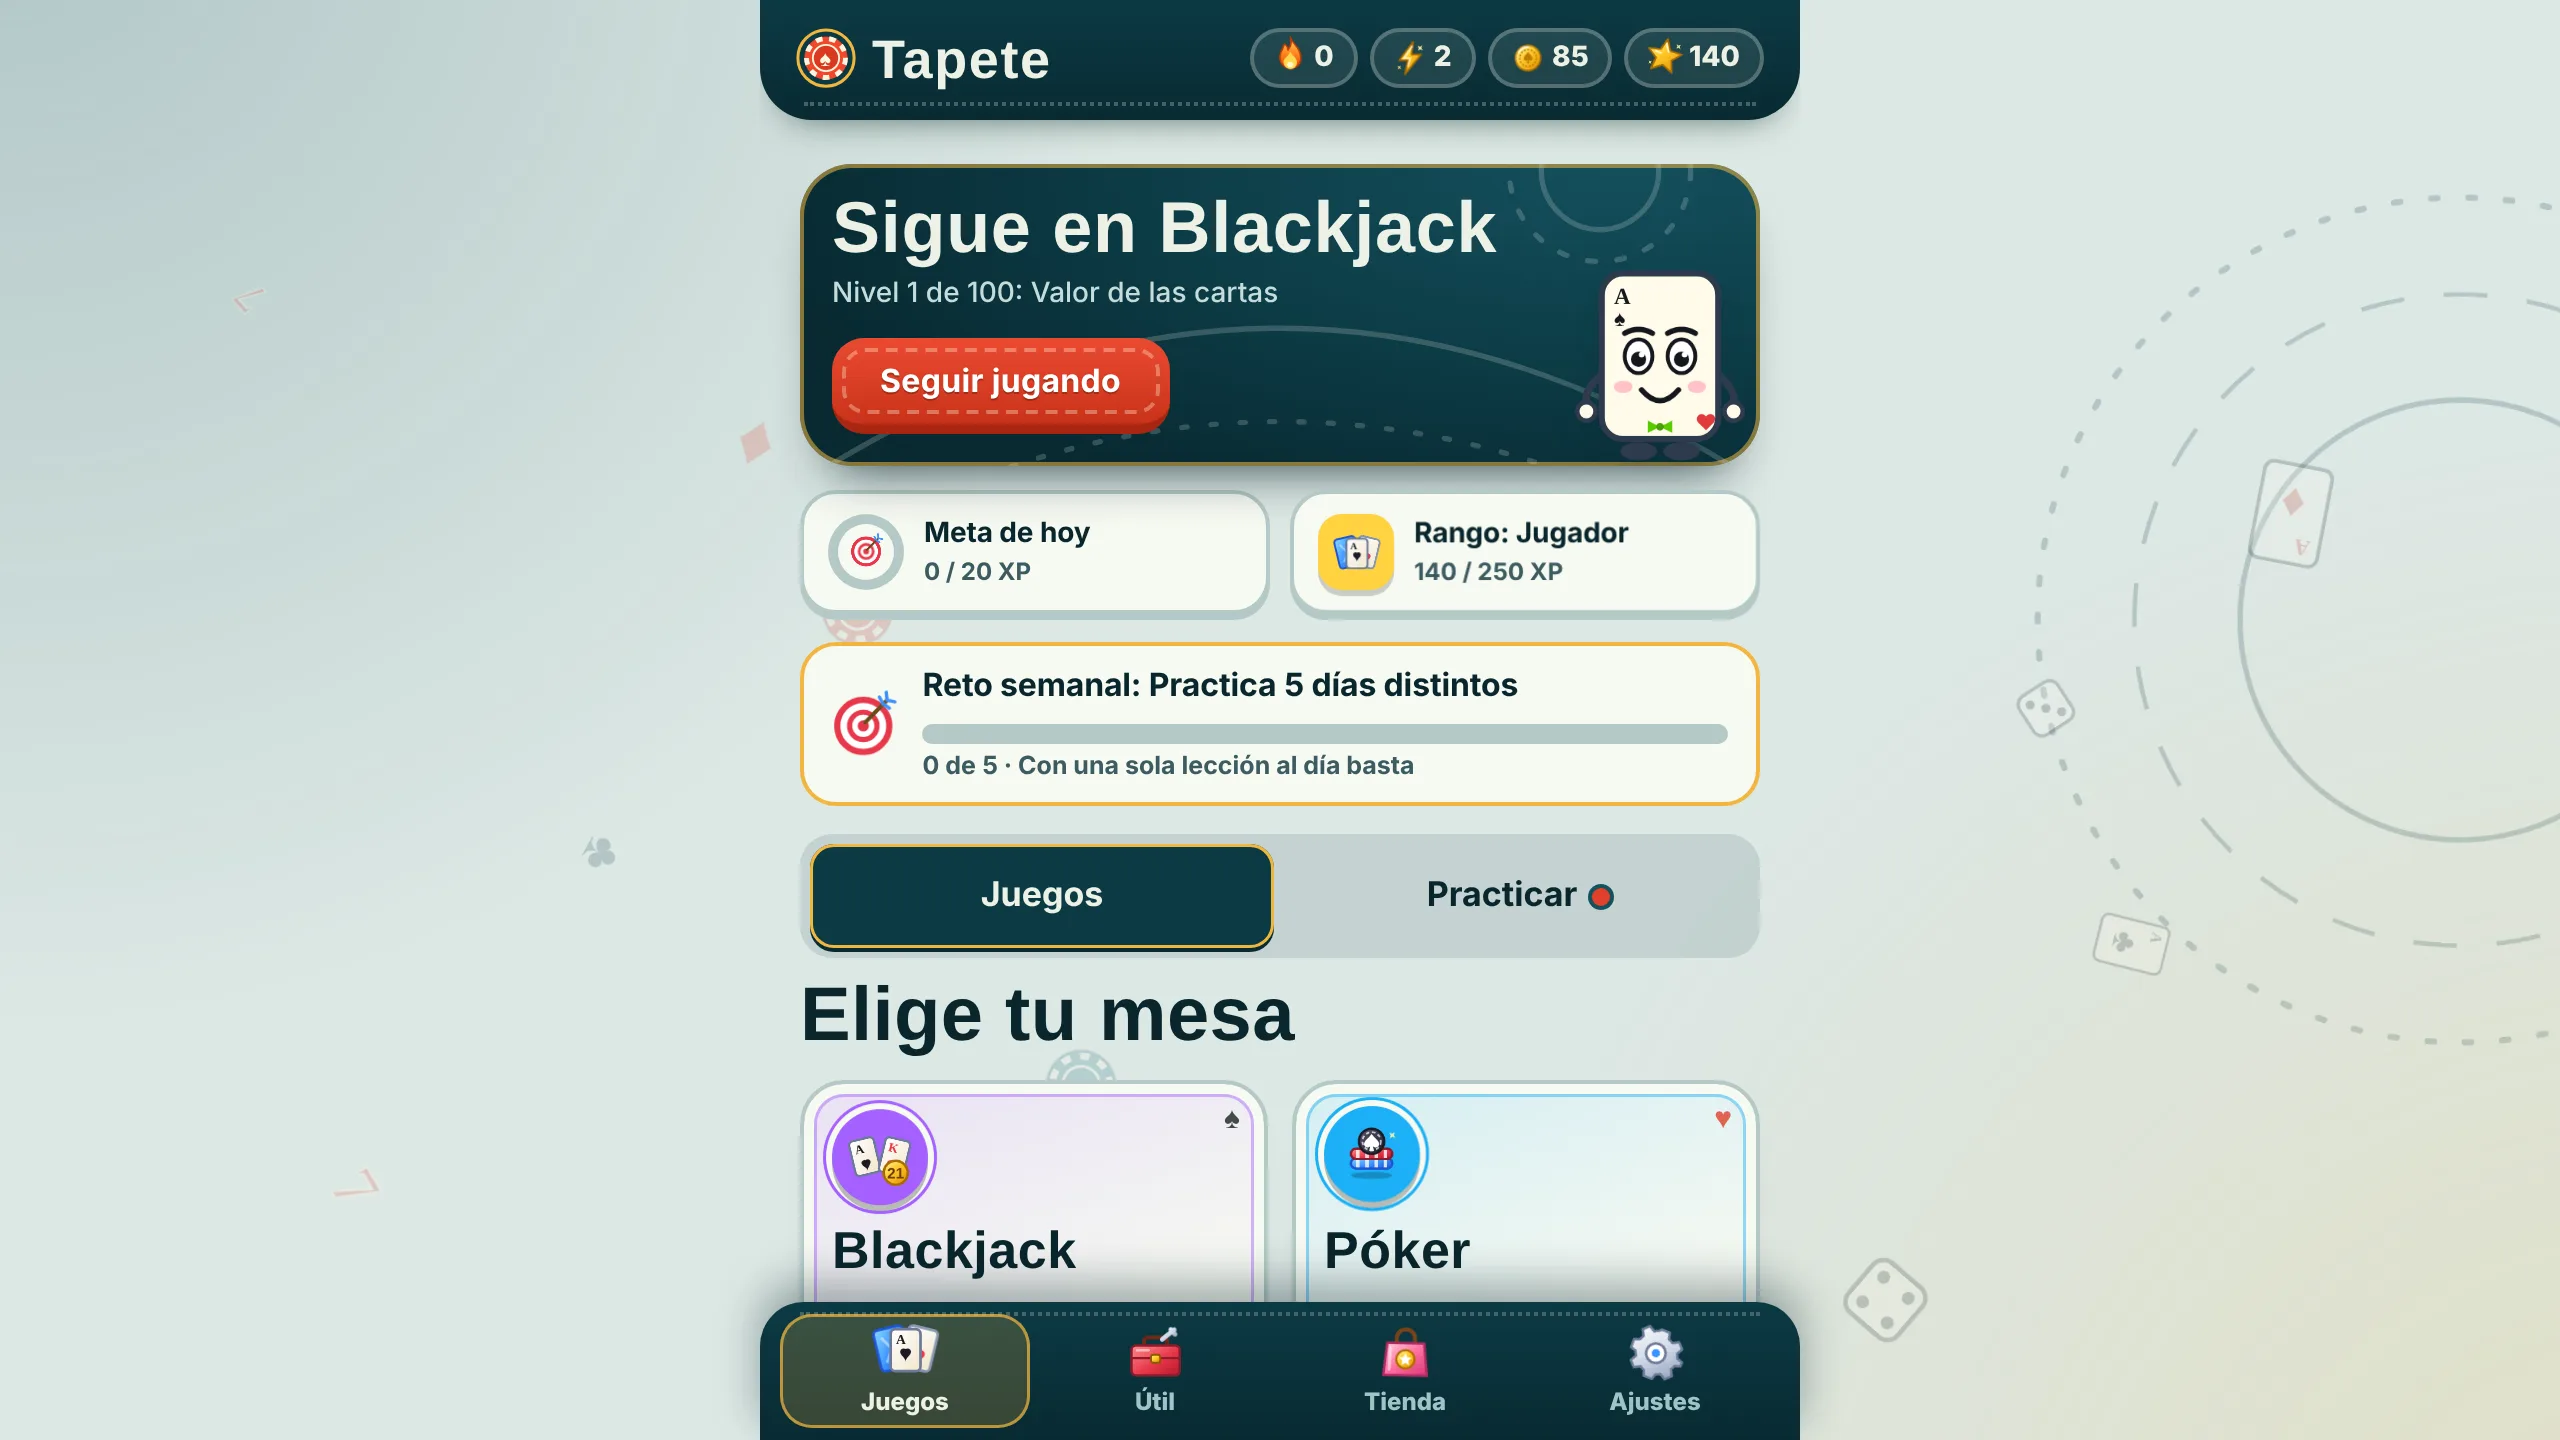 Tapete
0
2
85
140
Sigue en Blackjack
Nivel 1 de 100: Valor de las cartas
Seguir jugando
A
Meta de hoy
0 / 20 XP
A
Rango: Jugador
140 / 250 XP
Reto semanal: Practica 5 días distintos
0 de 5 · Con una sola lección al día basta
Juegos
Practicar
Elige tu mesa
A
K
21
Blackjack
Póker
A
Juegos
Útil
Tienda
Ajustes
A